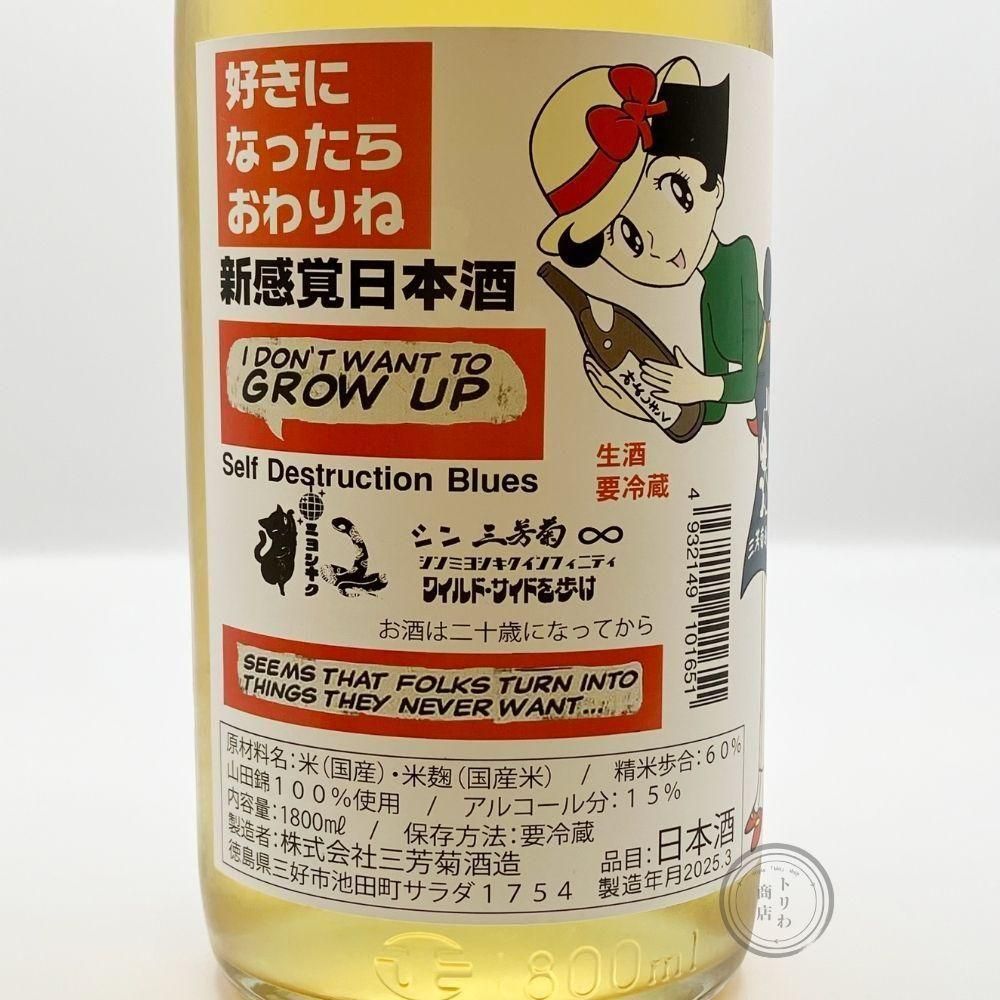 好きに
なったら
おわりね
新感覚日本酒
I DON'T WANT TO
GROW UP
Self Destruction Blues
生酒
要冷蔵
ミヨシキク
シン 三芳菊 ∞
シンミヨシキクインフィニティ
ワイルド・サイドを歩け
お酒は二十歳になってから
SEEMS THAT FOLKS TURN INTO
THINGS THEY NEVER WANT...
4 932149 101651
原材料名:米(国産)・米麹(国産米) / 精米歩合:60%
山田錦100%使用 / アルコール分:15%
内容量:1800㎖ / 保存方法:要冷蔵
製造者:株式会社三芳菊酒造 品目:日本酒
徳島県三好市池田町サラダ1754 製造年月2025.3
1800ml
トリわ
商店